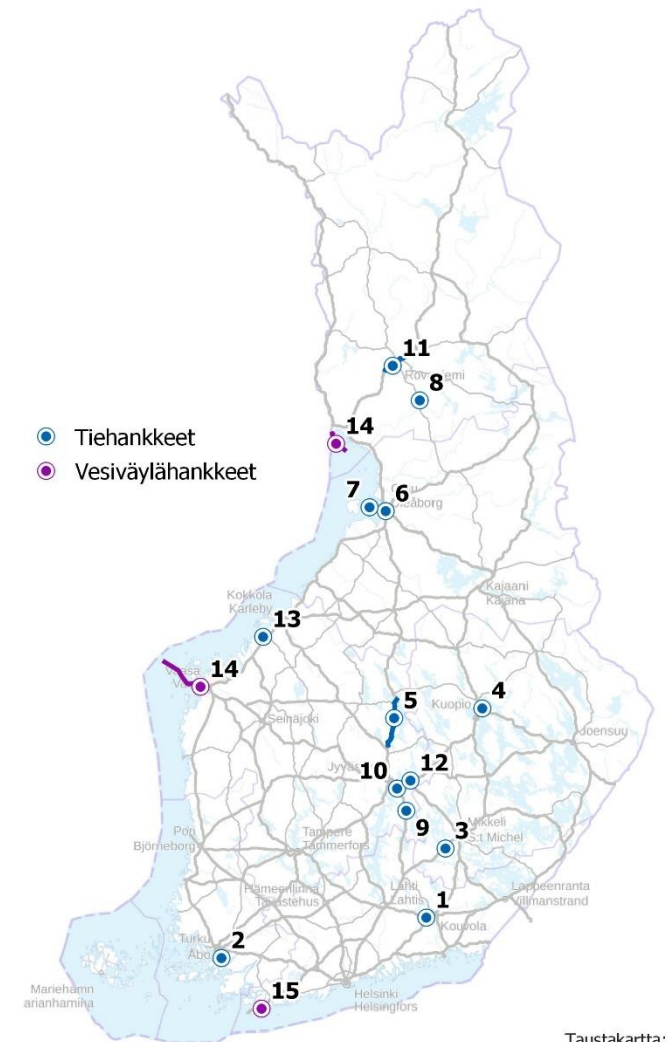 11
Rovaniemi
8
Tiehankkeet
14
Vesiväylähankkeet
7
6
Kajaani
Kajana
Kokkola
Karleby
13
14
5
4
Kuopio
Seinäjoki
Joensuu
10
12
9
3
Mikkeli
S:t Michel
Pori
Björneborg
Tampere
Tammerfors
Hämeenlinna
Tavastehus
Lahti
Lahtis
Lappeenranta
Villmanstrand
1
Kouvola
2
Turku
Åbo
15
Helsinki
Helsingfors
Mariehamn
arianhamina
Taustakartta: